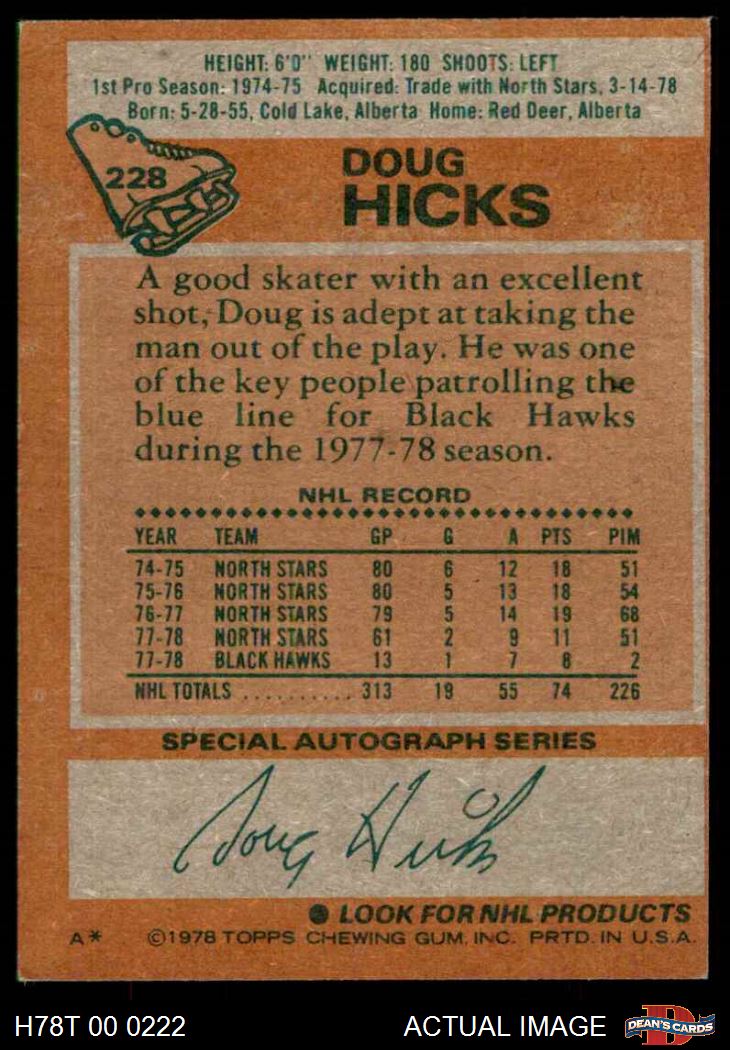 HEIGHT: 6'0" WEIGHT: 180 SHOOTS: LEFT
1st Pro Season: 1974-75 Acquired: Trade with North Stars, 3-14-78
Born: 5-28-55, Cold Lake, Alberta Home: Red Deer, Alberta
228
DOUG
HICKS
A good skater with an excellent
shot, Doug is adept at taking the
man out of the play. He was one
of the key people patrolling the
blue line for Black Hawks
during the 1977-78 season.
NHL RECORD
YEAR TEAM GP G A PTS PIM
74-75 NORTH STARS 80 6 12 18 51
75-76 NORTH STARS 80 5 13 18 54
76-77 NORTH STARS 79 5 14 19 68
77-78 NORTH STARS 61 2 9 11 51
77-78 BLACK HAWKS 13 1 7 8 2
NHL TOTALS .......... 313 19 55 74 226
SPECIAL AUTOGRAPH SERIES
Doug Hicks
LOOK FOR NHL PRODUCTS
A* ©1978 TOPPS CHEWING GUM, INC. PRTD. IN U.S.A.
H78T 00 0222 ACTUAL IMAGE D DEAN'S CARDS